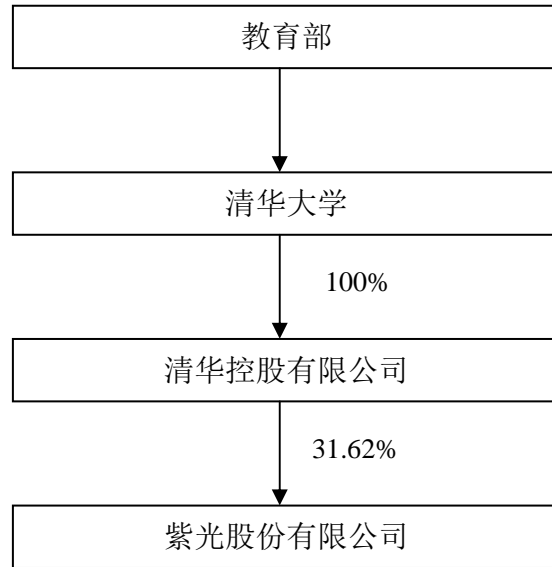 教育部
清华大学
100%
清华控股有限公司
31.62%
紫光股份有限公司